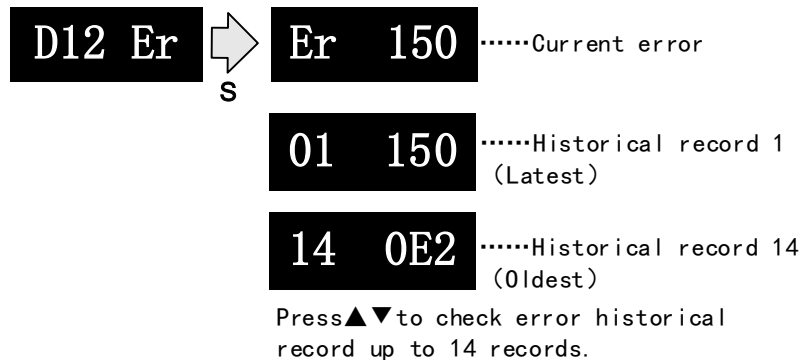 D12 Er
S
Er 150 ······Current error
01 150 ······Historical record 1
(Latest)
14 0E2 ······Historical record 14
(Oldest)
Press▲▼to check error historical
record up to 14 records.